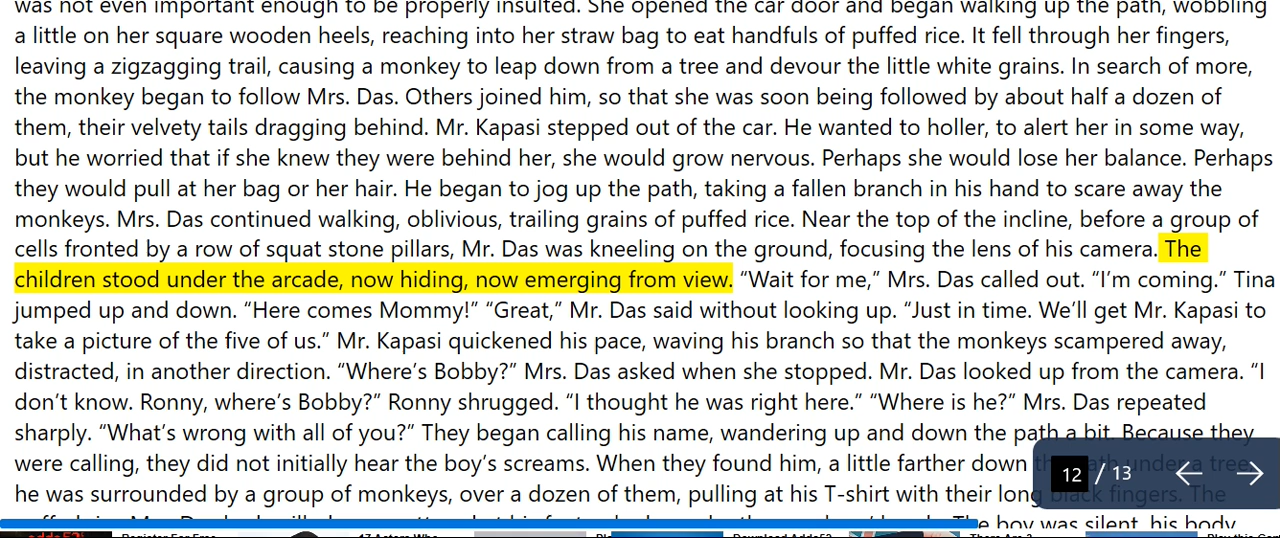 was not even important enough to be properly insulted. She opened the car door and began walking up the path, wobbling
a little on her square wooden heels, reaching into her straw bag to eat handfuls of puffed rice. It fell through her fingers,
leaving a zigzagging trail, causing a monkey to leap down from a tree and devour the little white grains. In search of more,
the monkey began to follow Mrs. Das. Others joined him, so that she was soon being followed by about half a dozen of
them, their velvety tails dragging behind. Mr. Kapasi stepped out of the car. He wanted to holler, to alert her in some way,
but he worried that if she knew they were behind her, she would grow nervous. Perhaps she would lose her balance. Perhaps
they would pull at her bag or her hair. He began to jog up the path, taking a fallen branch in his hand to scare away the
monkeys. Mrs. Das continued walking, oblivious, trailing grains of puffed rice. Near the top of the incline, before a group of
cells fronted by a row of squat stone pillars, Mr. Das was kneeling on the ground, focusing the lens of his camera. The
children stood under the arcade, now hiding, now emerging from view. “Wait for me,” Mrs. Das called out. “I’m coming.” Tina
jumped up and down. “Here comes Mommy!” “Great,” Mr. Das said without looking up. “Just in time. We’ll get Mr. Kapasi to
take a picture of the five of us.” Mr. Kapasi quickened his pace, waving his branch so that the monkeys scampered away,
distracted, in another direction. “Where’s Bobby?” Mrs. Das asked when she stopped. Mr. Das looked up from the camera. “I
don’t know. Ronny, where’s Bobby?” Ronny shrugged. “I thought he was right here.” “Where is he?” Mrs. Das repeated
sharply. “What’s wrong with all of you?” They began calling his name, wandering up and down the path a bit. Because they
were calling, they did not initially hear the boy’s screams. When they found him, a little farther down the path under a tree,
12 / 13
he was surrounded by a group of monkeys, over a dozen of them, pulling at his T-shirt with their long black fingers. The
the boy was silent, his body